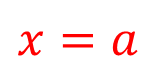 x = a